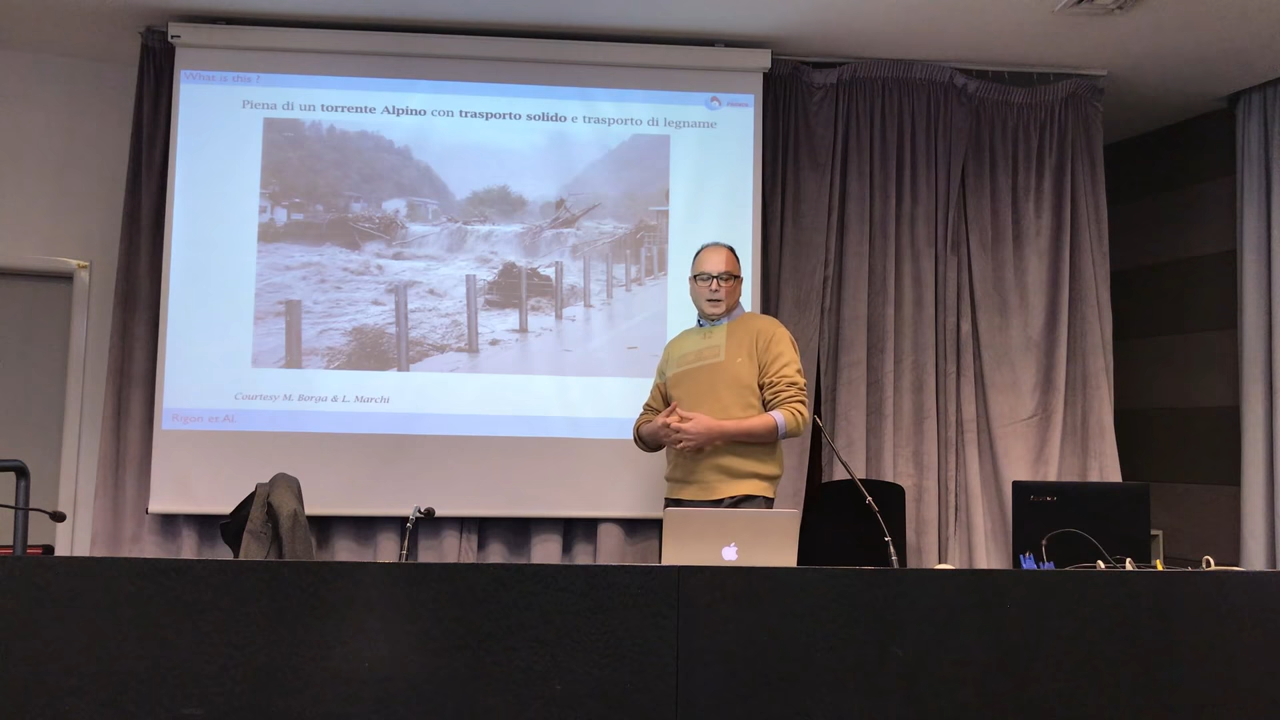 What is this ?
Piena di un torrente Alpino con trasporto solido e trasporto di legname
Courtesy M. Borga & L. Marchi
Rigon et Al.